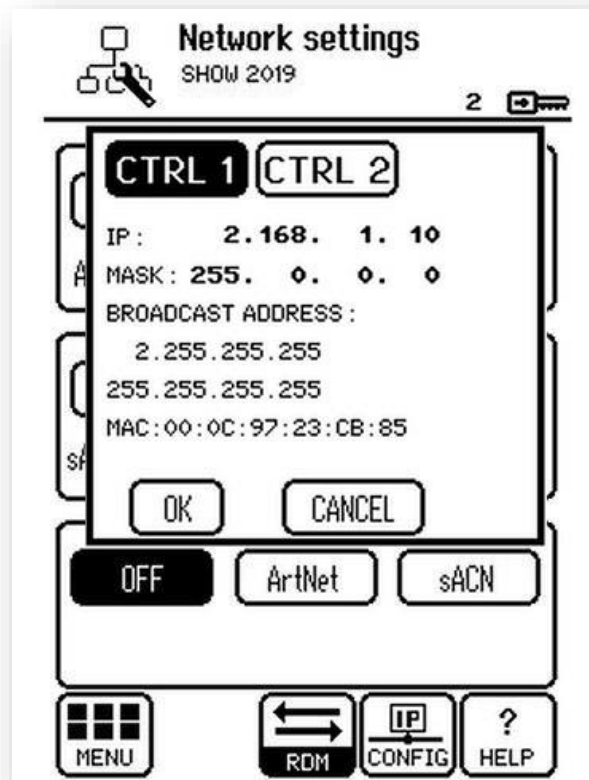 Network settings
SHOW 2019
2
CTRL 1 CTRL 2
IP : 2.168. 1. 10
MASK : 255. 0. 0. 0
BROADCAST ADDRESS :
2.255.255.255
255.255.255.255
MAC:00:0C:97:23:CB:85
OK CANCEL
OFF ArtNet sACN
IP ?
MENU RDM CONFIG HELP